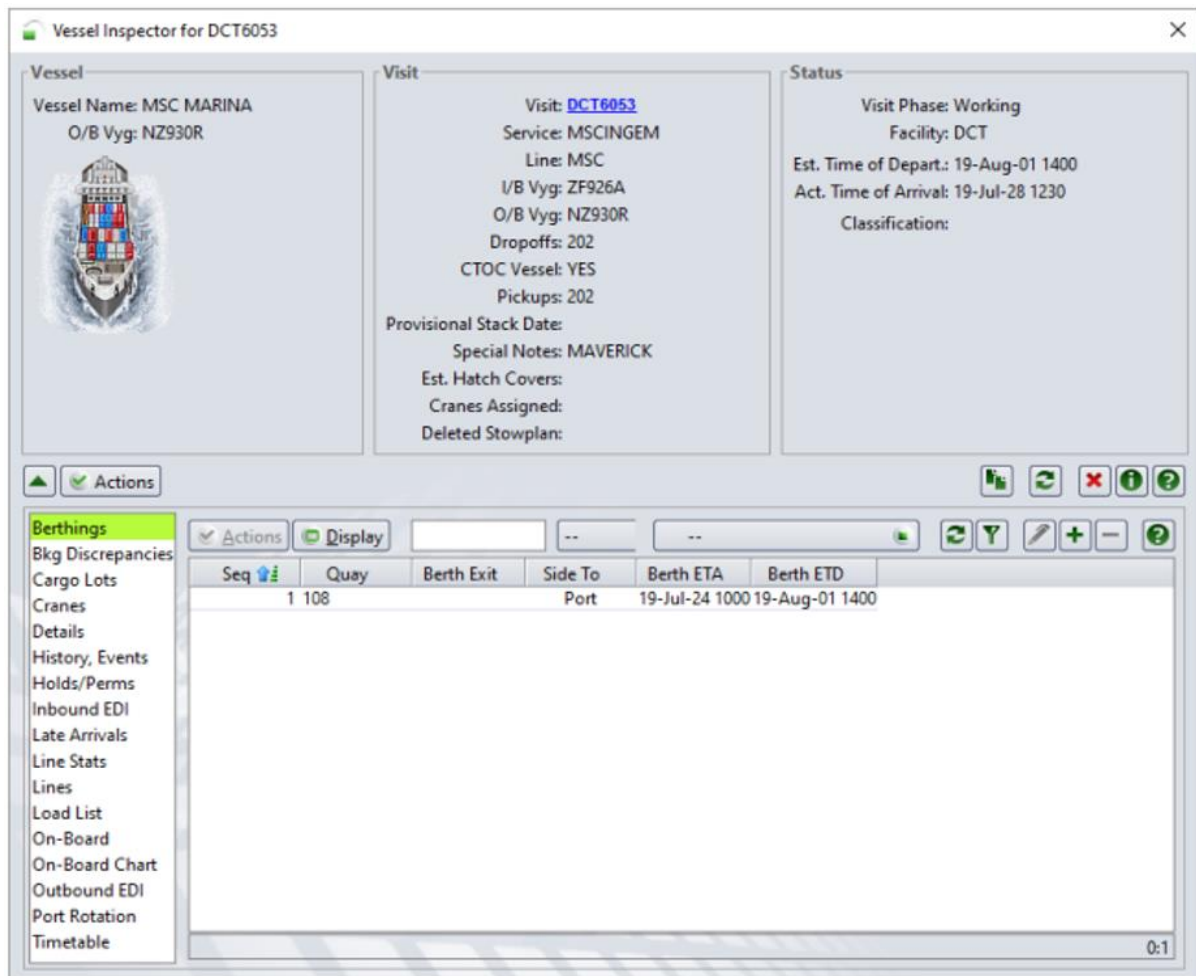 Vessel Inspector for DCT6053
Vessel
Vessel Name: MSC MARINA
O/B Vyg: NZ930R
Visit
Visit: DCT6053
Service: MSCINGEM
Line: MSC
I/B Vyg: ZF926A
O/B Vyg: NZ930R
Dropoffs: 202
CTOC Vessel: YES
Pickups: 202
Provisional Stack Date:
Special Notes: MAVERICK
Est. Hatch Covers:
Cranes Assigned:
Deleted Stowplan:
Status
Visit Phase: Working
Facility: DCT
Est. Time of Depart.: 19-Aug-01 1400
Act. Time of Arrival: 19-Jul-28 1230
Classification:
Actions
Berthings
Bkg Discrepancies
Cargo Lots
Cranes
Details
History, Events
Holds/Perms
Inbound EDI
Late Arrivals
Line Stats
Lines
Load List
On-Board
On-Board Chart
Outbound EDI
Port Rotation
Timetable
Actions Display -- --
Seq Quay Berth Exit Side To Berth ETA Berth ETD
1 108 Port 19-Jul-24 1000 19-Aug-01 1400
0:1